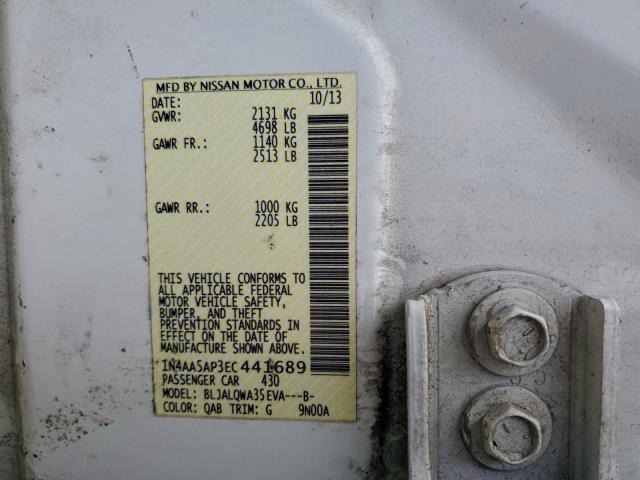 MFD BY NISSAN MOTOR CO., LTD.
DATE: 10/13
GVWR: 2131 KG
4698 LB
GAWR FR.: 1140 KG
2513 LB
GAWR RR.: 1000 KG
2205 LB
THIS VEHICLE CONFORMS TO
ALL APPLICABLE FEDERAL
MOTOR VEHICLE SAFETY,
BUMPER, AND THEFT
PREVENTION STANDARDS IN
EFFECT ON THE DATE OF
MANUFACTURE SHOWN ABOVE.
1N4AA5AP3EC441689
PASSENGER CAR 430
MODEL: BLJALQWA35EVA---B-
COLOR: QAB TRIM: G 9N00A